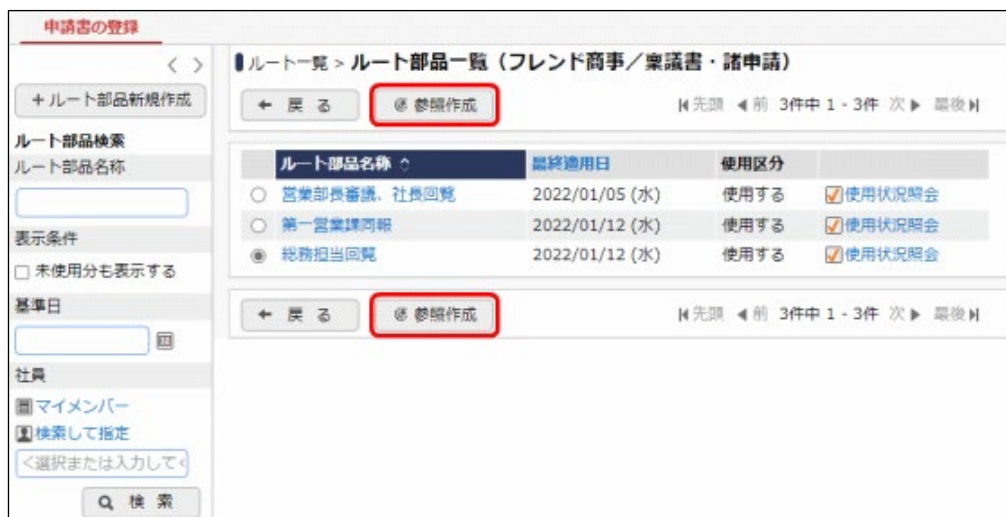 申請書の登録
< >
+ルート部品新規作成
ルート部品検索
ルート部品名称
表示条件
未使用分も表示する
基準日
社員
マイメンバー
検索して指定
<選択または入力して<
検 索
ルート一覧 > ルート部品一覧（フレンド商事／稟議書・諸申請）
戻 る 参照作成 先頭 前 3件中 1 - 3件 次 最後
ルート部品名称 最終適用日 使用区分
営業部長審議、社長回覧 2022/01/05 (水) 使用する 使用状況照会
第一営業課同報 2022/01/12 (水) 使用する 使用状況照会
総務担当回覧 2022/01/12 (水) 使用する 使用状況照会
戻 る 参照作成 先頭 前 3件中 1 - 3件 次 最後